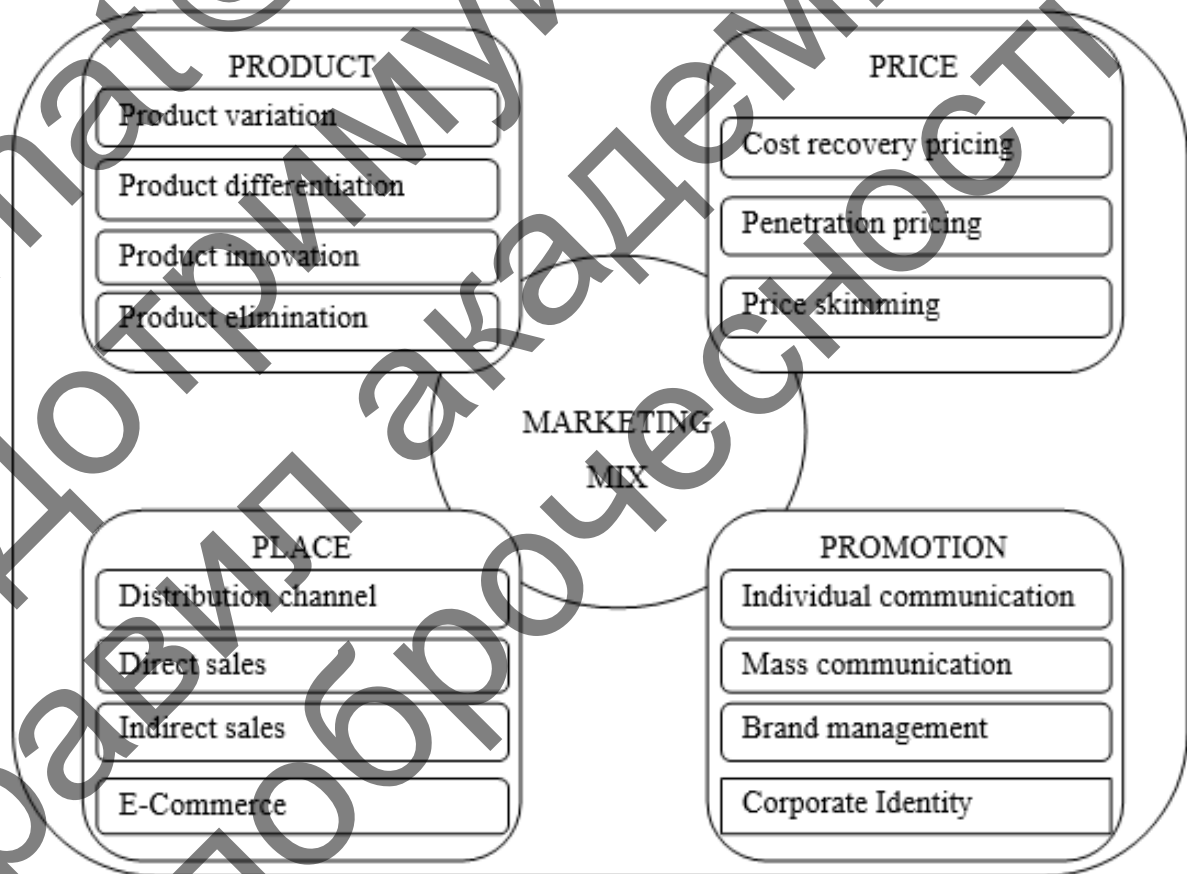 PRODUCT
Product variation
Product differentiation
Product innovation
Product elimination
PRICE
Cost recovery pricing
Penetration pricing
Price skimming
MARKETING
MIX
PLACE
Distribution channel
Direct sales
Indirect sales
E-Commerce
PROMOTION
Individual communication
Mass communication
Brand management
Corporate Identity